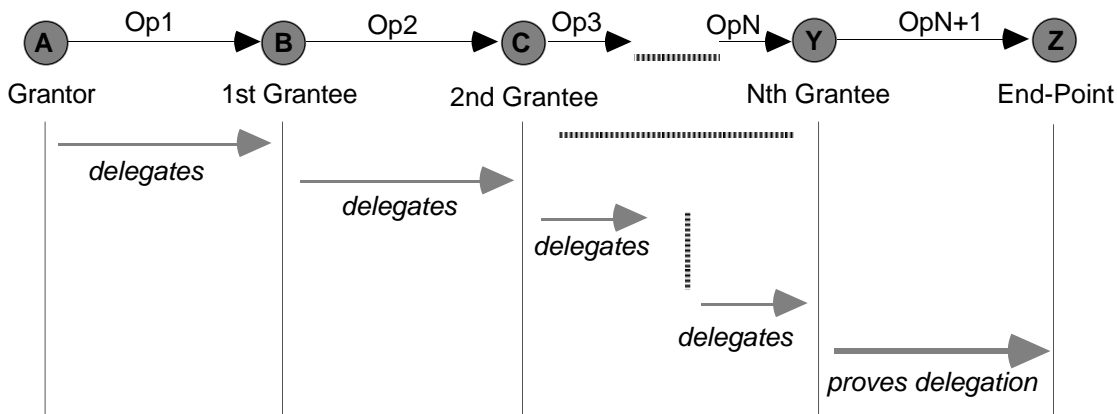 Op1 Op2 Op3 OpN OpN+1
A B C Y Z
Grantor 1st Grantee 2nd Grantee Nth Grantee End-Point
delegates
delegates
delegates
delegates
proves delegation